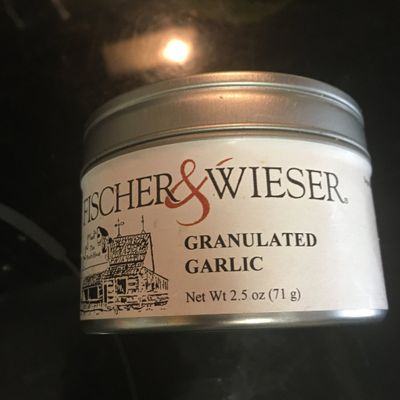 FISCHER & WIESER®
GRANULATED
GARLIC
Net Wt 2.5 oz (71 g)